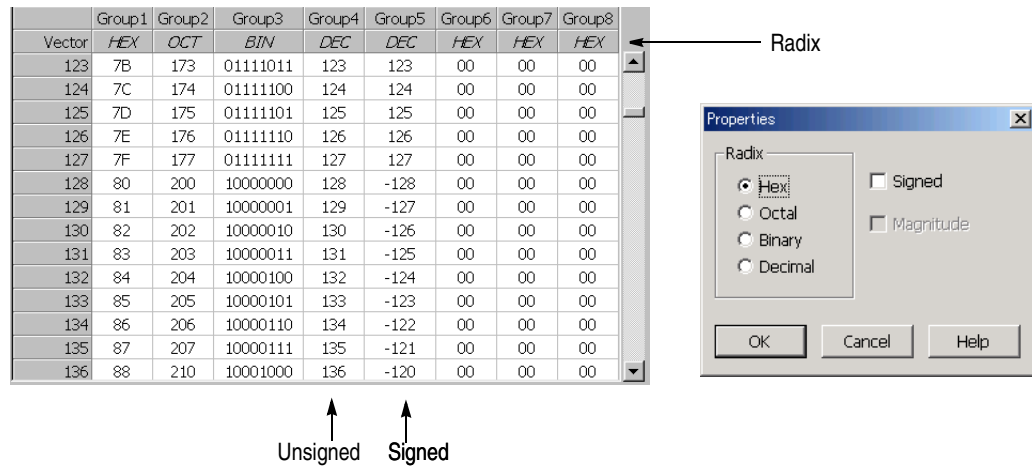 Group1 Group2 Group3 Group4 Group5 Group6 Group7 Group8
Vector HEX OCT BIN DEC DEC HEX HEX HEX
123 7B 173 01111011 123 123 00 00 00
124 7C 174 01111100 124 124 00 00 00
125 7D 175 01111101 125 125 00 00 00
126 7E 176 01111110 126 126 00 00 00
127 7F 177 01111111 127 127 00 00 00
128 80 200 10000000 128 -128 00 00 00
129 81 201 10000001 129 -127 00 00 00
130 82 202 10000010 130 -126 00 00 00
131 83 203 10000011 131 -125 00 00 00
132 84 204 10000100 132 -124 00 00 00
133 85 205 10000101 133 -123 00 00 00
134 86 206 10000110 134 -122 00 00 00
135 87 207 10000111 135 -121 00 00 00
136 88 210 10001000 136 -120 00 00 00
Unsigned Signed
Radix
Properties
Radix
Hex
Octal
Binary
Decimal
Signed
Magnitude
OK Cancel Help